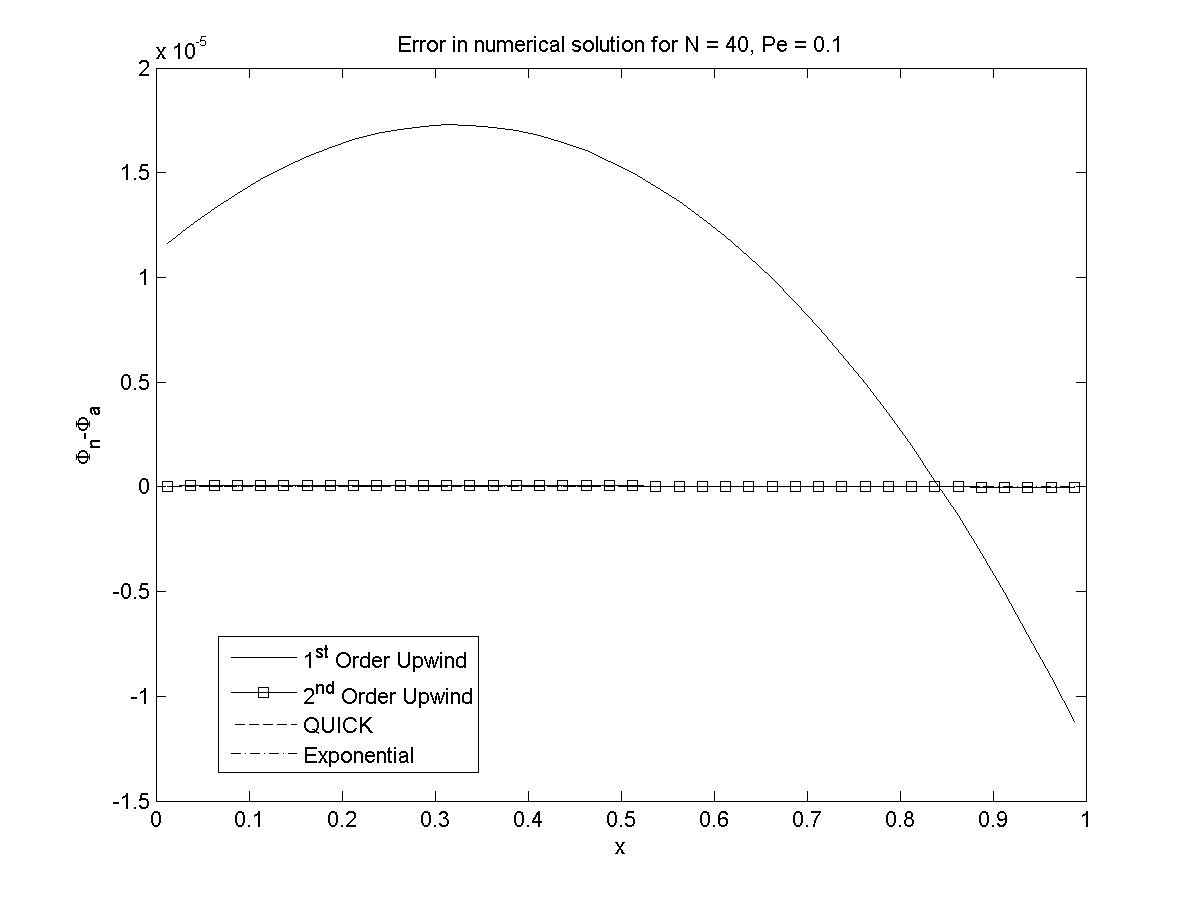 Error in numerical solution for N = 40, Pe = 0.1
x 10^-5
2
1.5
1
0.5
0
-0.5
-1
-1.5
Φn-Φa
1st Order Upwind
2nd Order Upwind
QUICK
Exponential
0 0.1 0.2 0.3 0.4 0.5 0.6 0.7 0.8 0.9 1
x